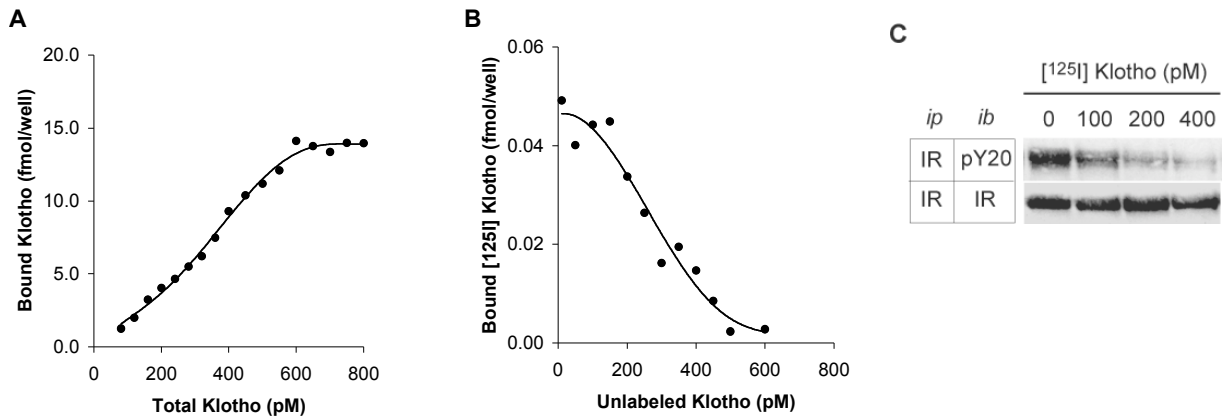 A
20.0
15.0
10.0
5.0
0.0
0 200 400 600 800
Bound Klotho (fmol/well)
Total Klotho (pM)
B
0.06
0.04
0.02
0.00
0 200 400 600 800
Bound [125I] Klotho (fmol/well)
Unlabeled Klotho (pM)
C
[¹²⁵I] Klotho (pM)
ip ib 0 100 200 400
IR pY20
IR IR